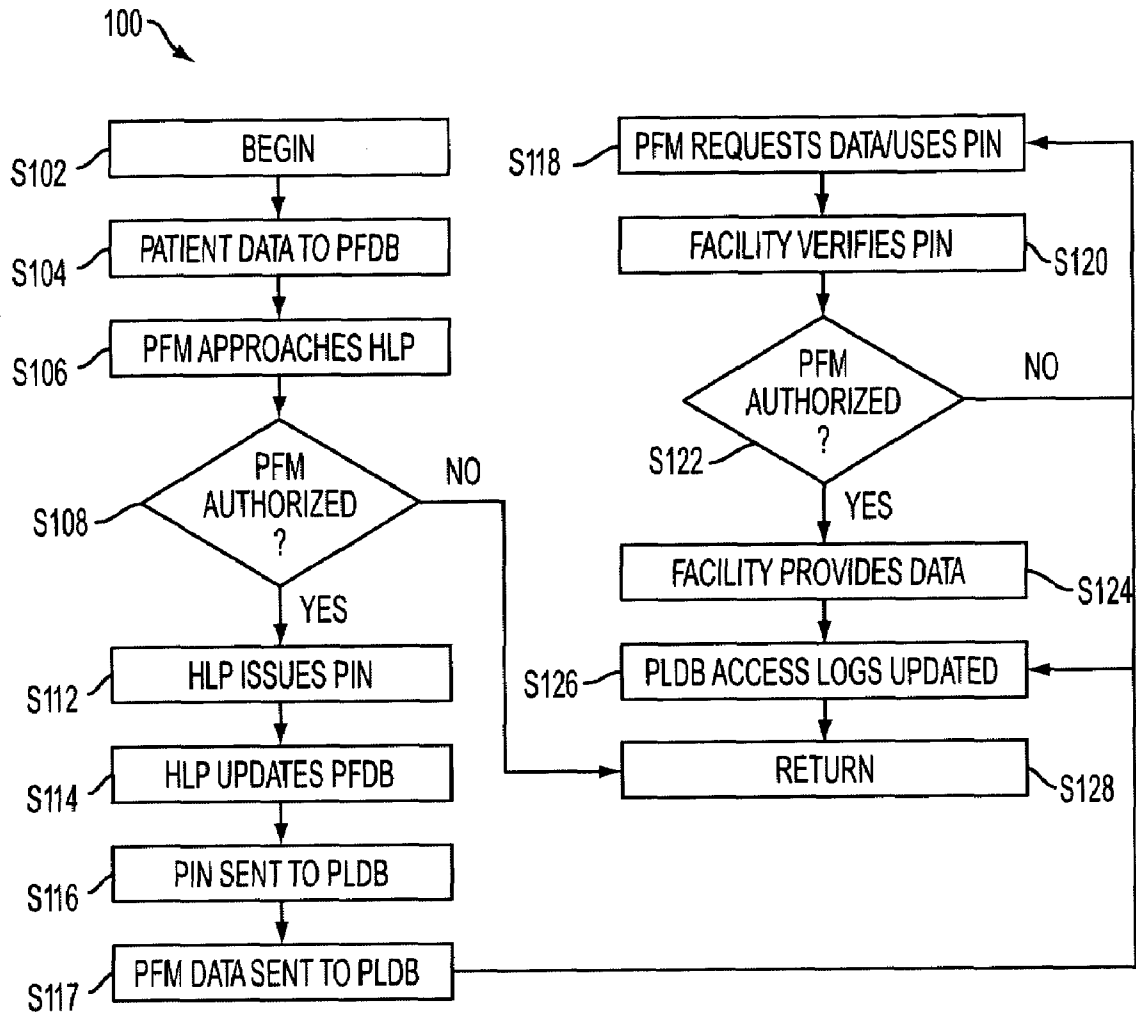 100
BEGIN
S102
PATIENT DATA TO PFDB
S104
PFM APPROACHES HLP
S106
PFM
AUTHORIZED
?
S108
NO
YES
HLP ISSUES PIN
S112
HLP UPDATES PFDB
S114
PIN SENT TO PLDB
S116
PFM DATA SENT TO PLDB
S117
PFM REQUESTS DATA/USES PIN
S118
FACILITY VERIFIES PIN
S120
PFM
AUTHORIZED
?
S122
NO
YES
FACILITY PROVIDES DATA
S124
PLDB ACCESS LOGS UPDATED
S126
RETURN
S128